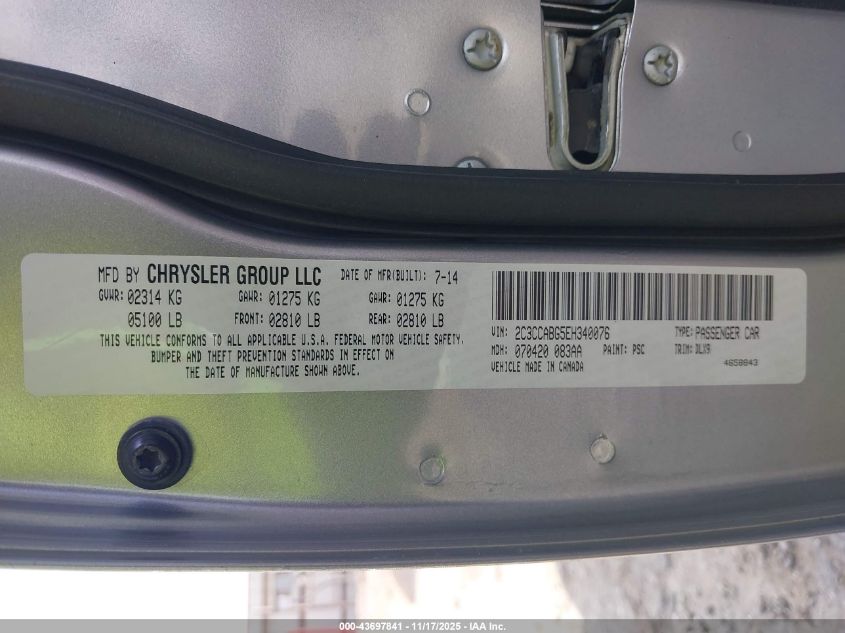 MFD BY CHRYSLER GROUP LLC DATE OF MFR(BUILT): 7-14
GVWR: 02314 KG GAWR: 01275 KG GAWR: 01275 KG
05100 LB FRONT: 02810 LB REAR: 02810 LB
THIS VEHICLE CONFORMS TO ALL APPLICABLE U.S.A. FEDERAL MOTOR VEHICLE SAFETY,
BUMPER AND THEFT PREVENTION STANDARDS IN EFFECT ON
THE DATE OF MANUFACTURE SHOWN ABOVE.
VIN: 2C3CCABG5EH340076 TYPE: PASSENGER CAR
MDH: 070420 083AA PAINT: PSC TRIM: DLX9
VEHICLE MADE IN CANADA 4658843
000-43697841 — 11/17/2025 — IAA Inc.